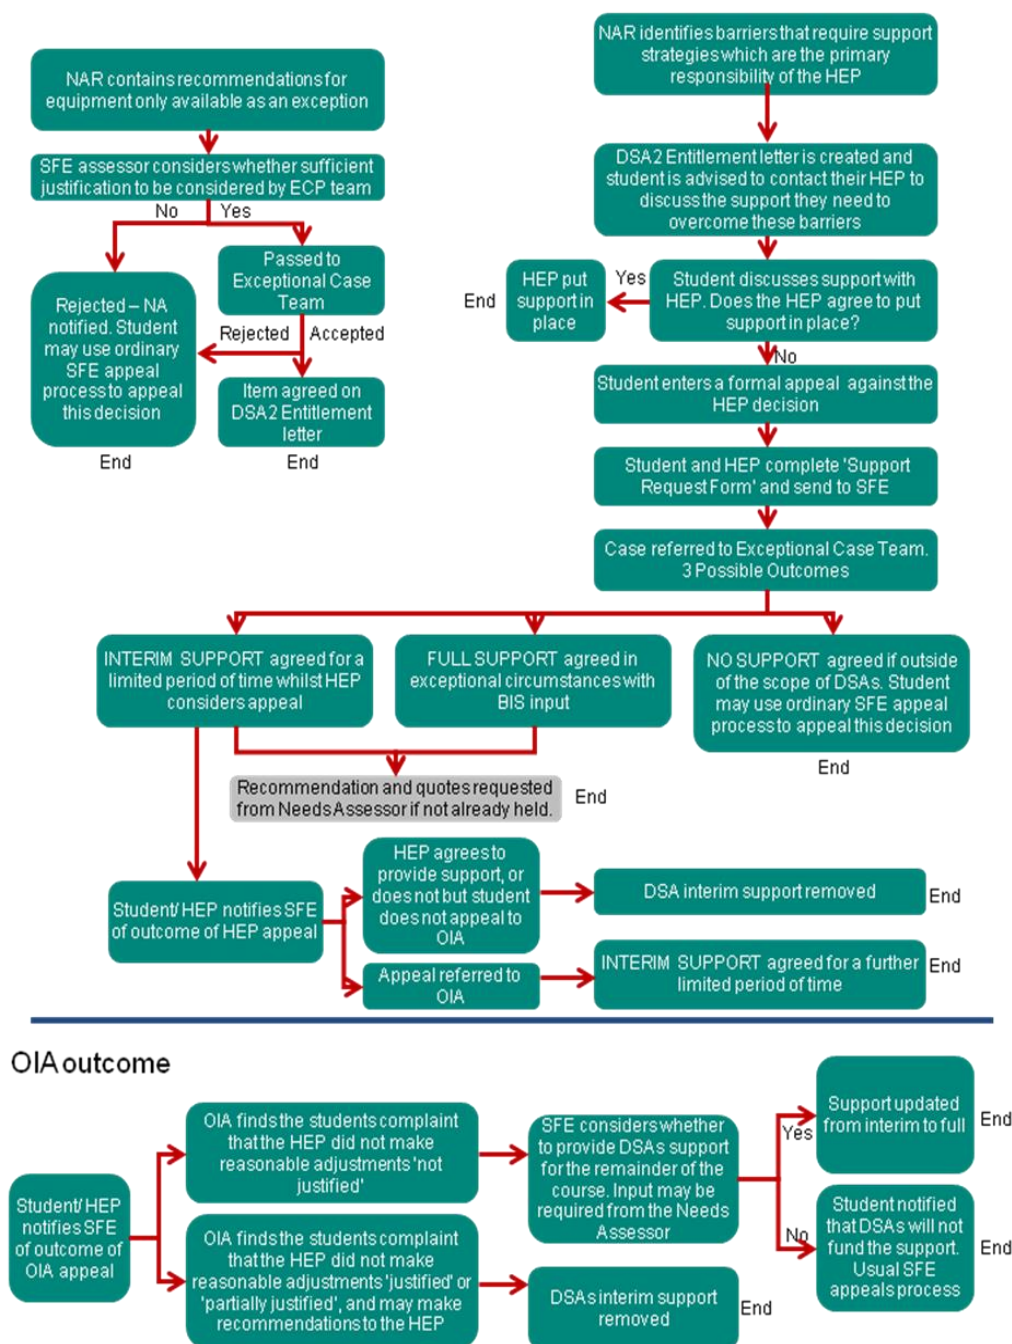 NAR contains recommendations for
equipment only available as an exception
SFE assessor considers whether sufficient
justification to be considered by ECP team
No
Yes
Passed to
Exceptional Case
Team
Rejected
Accepted
Rejected – NA
notified. Student
may use ordinary
SFE appeal
process to appeal
this decision
End
Item agreed on
DSA2 Entitlement
letter
End
NAR identifies barriers that require support
strategies which are the primary
responsibility of the HEP
DSA2 Entitlement letter is created and
student is advised to contact their HEP to
discuss the support they need to
overcome these barriers
Student discusses support with
HEP. Does the HEP agree to put
support in place?
Yes
HEP put
support in
place
End
No
Student enters a formal appeal against the
HEP decision
Student and HEP complete 'Support
Request Form' and send to SFE
Case referred to Exceptional Case Team.
3 Possible Outcomes
INTERIM SUPPORT agreed for a
limited period of time whilst HEP
considers appeal
FULL SUPPORT agreed in
exceptional circumstances with
BIS input
NO SUPPORT agreed if outside
of the scope of DSAs. Student
may use ordinary SFE appeal
process to appeal this decision
End
Recommendation and quotes requested
from Needs Assessor if not already held.
End
Student/ HEP notifies SFE
of outcome of HEP appeal
HEP agrees to
provide support, or
does not but student
does not appeal to
OIA
DSA interim support removed
End
Appeal referred to
OIA
INTERIM SUPPORT agreed for a further
limited period of time
End
OIA outcome
Student/ HEP
notifies SFE
of outcome of
OIA appeal
OIA finds the students complaint
that the HEP did not make
reasonable adjustments 'not
justified'
SFE considers whether
to provide DSAs support
for the remainder of the
course. Input may be
required from the Needs
Assessor
Yes
Support updated
from interim to full
End
No
Student notified
that DSAs will not
fund the support.
Usual SFE
appeals process
End
OIA finds the students complaint
that the HEP did not make
reasonable adjustments 'justified' or
'partially justified', and may make
recommendations to the HEP
DSAs interim support
removed
End